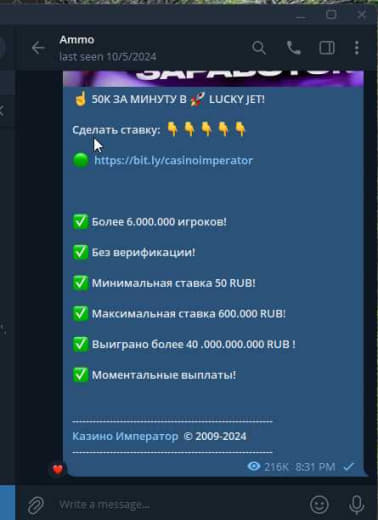 Ammo
last seen 10/5/2024
ЗАРАБОТОК
☝ 50K ЗА МИНУТУ В 🚀 LUCKY JET!
Сделать ставку: 👇👇👇👇👇
🟢 https://bit.ly/casinoimperator
✅ Более 6.000.000 игроков!
✅ Без верификации!
✅ Минимальная ставка 50 RUB!
✅ Максимальная ставка 600.000 RUB!
✅ Выиграно более 40 .000.000.000 RUB !
✅ Моментальные выплаты!
--------------------------------------------------
Казино Император © 2009-2024
--------------------------------------------------
216K 8:31 PM
Write a message...